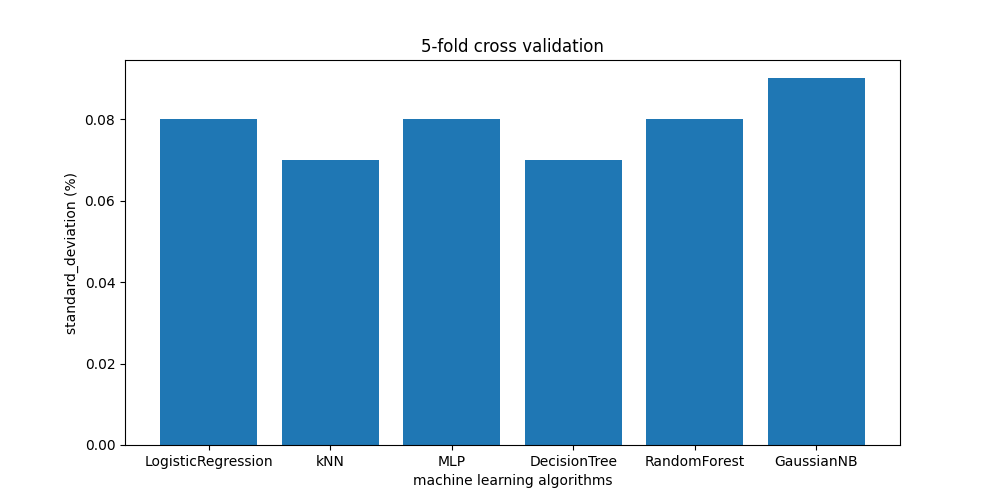 5-fold cross validation
standard_deviation (%)
0.08
0.06
0.04
0.02
0.00
LogisticRegression kNN MLP DecisionTree RandomForest GaussianNB
machine learning algorithms